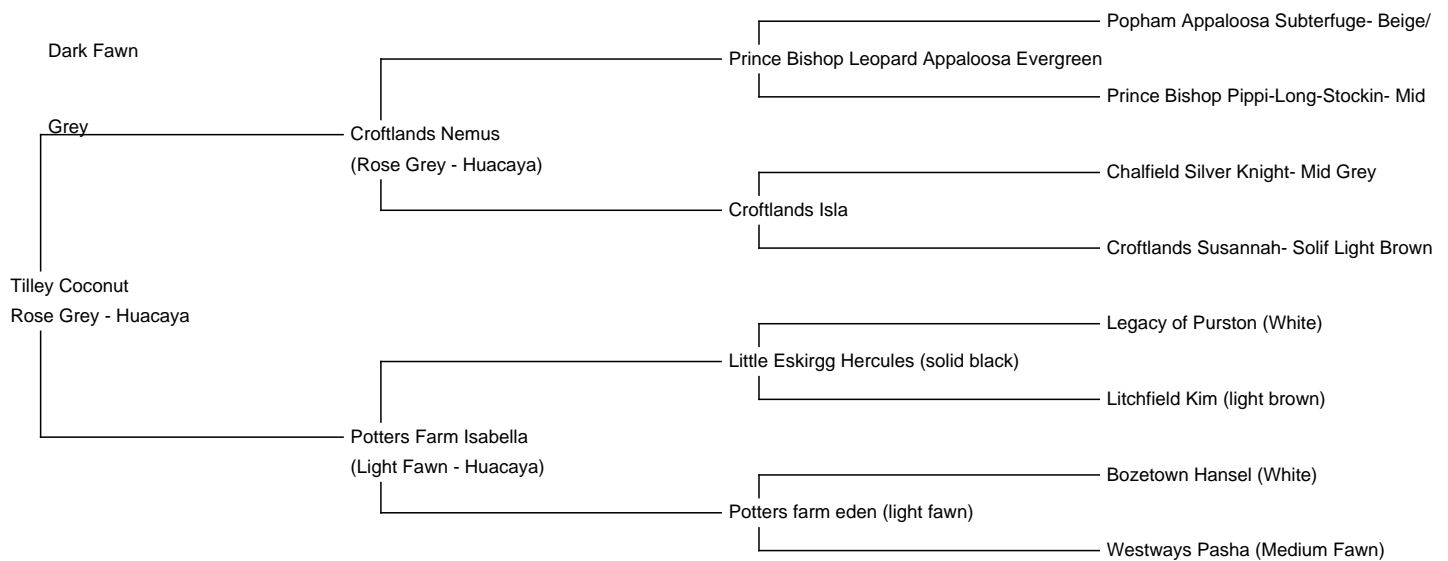 Popham Appaloosa Subterfuge- Beige/
Dark Fawn
Prince Bishop Leopard Appaloosa Evergreen
Prince Bishop Pippi-Long-Stockin- Mid
Grey
Croftlands Nemus
(Rose Grey - Huacaya)
Chalfield Silver Knight- Mid Grey
Croftlands Isla
Croftlands Susannah- Solif Light Brown
Tilley Coconut
Rose Grey - Huacaya
Legacy of Purston (White)
Little Eskirgg Hercules (solid black)
Litchfield Kim (light brown)
Potters Farm Isabella
(Light Fawn - Huacaya)
Bozetown Hansel (White)
Potters farm eden (light fawn)
Westways Pasha (Medium Fawn)